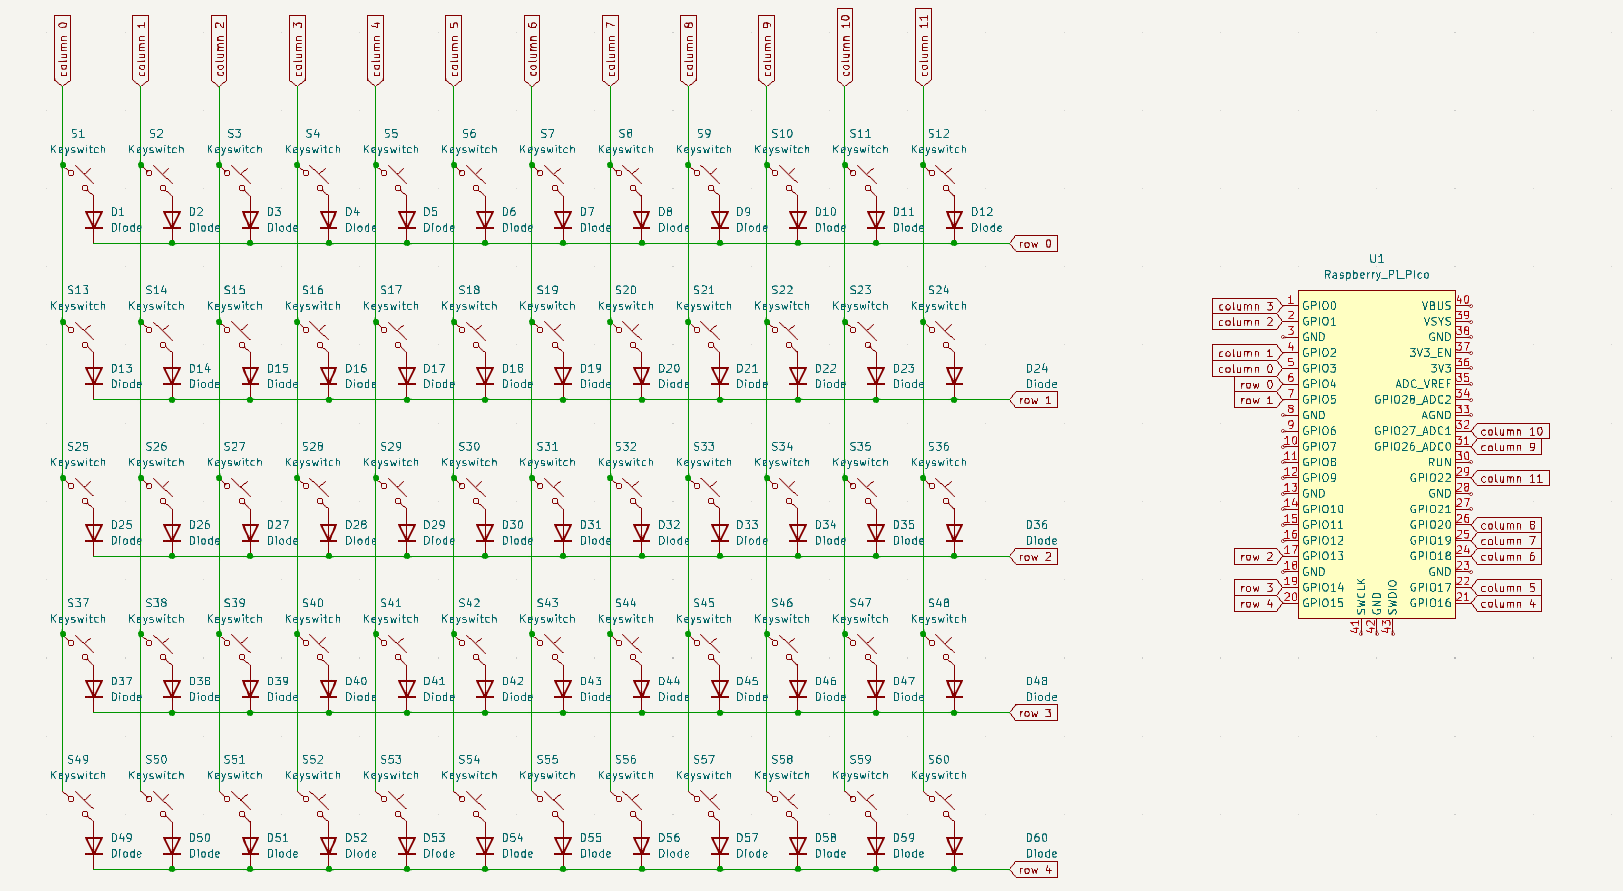 column 0 column 1 column 2 column 3 column 4 column 5 column 6 column 7 column 8 column 9 column 10 column 11
S1 S2 S3 S4 S5 S6 S7 S8 S9 S10 S11 S12
Keyswitch Keyswitch Keyswitch Keyswitch Keyswitch Keyswitch Keyswitch Keyswitch Keyswitch Keyswitch Keyswitch Keyswitch
D1 D2 D3 D4 D5 D6 D7 D8 D9 D10 D11 D12
Diode Diode Diode Diode Diode Diode Diode Diode Diode Diode Diode Diode
row 0
S13 S14 S15 S16 S17 S18 S19 S20 S21 S22 S23 S24
Keyswitch Keyswitch Keyswitch Keyswitch Keyswitch Keyswitch Keyswitch Keyswitch Keyswitch Keyswitch Keyswitch Keyswitch
D13 D14 D15 D16 D17 D18 D19 D20 D21 D22 D23 D24
Diode Diode Diode Diode Diode Diode Diode Diode Diode Diode Diode Diode
row 1
S25 S26 S27 S28 S29 S30 S31 S32 S33 S34 S35 S36
Keyswitch Keyswitch Keyswitch Keyswitch Keyswitch Keyswitch Keyswitch Keyswitch Keyswitch Keyswitch Keyswitch Keyswitch
D25 D26 D27 D28 D29 D30 D31 D32 D33 D34 D35 D36
Diode Diode Diode Diode Diode Diode Diode Diode Diode Diode Diode Diode
row 2
S37 S38 S39 S40 S41 S42 S43 S44 S45 S46 S47 S48
Keyswitch Keyswitch Keyswitch Keyswitch Keyswitch Keyswitch Keyswitch Keyswitch Keyswitch Keyswitch Keyswitch Keyswitch
D37 D38 D39 D40 D41 D42 D43 D44 D45 D46 D47 D48
Diode Diode Diode Diode Diode Diode Diode Diode Diode Diode Diode Diode
row 3
S49 S50 S51 S52 S53 S54 S55 S56 S57 S58 S59 S60
Keyswitch Keyswitch Keyswitch Keyswitch Keyswitch Keyswitch Keyswitch Keyswitch Keyswitch Keyswitch Keyswitch Keyswitch
D49 D50 D51 D52 D53 D54 D55 D56 D57 D58 D59 D60
Diode Diode Diode Diode Diode Diode Diode Diode Diode Diode Diode Diode
row 4
U1
Raspberry_Pi_Pico
column 3 1 GPIO0 VBUS 40
column 2 2 GPIO1 VSYS 39
3 GND GND 38
column 1 4 GPIO2 3V3_EN 37
column 0 5 GPIO3 3V3 36
row 0 6 GPIO4 ADC_VREF 35
row 1 7 GPIO5 GPIO28_ADC2 34
8 GND AGND 33
9 GPIO6 GPIO27_ADC1 32 column 10
10 GPIO7 GPIO26_ADC0 31 column 9
11 GPIO8 RUN 30
12 GPIO9 GPIO22 29 column 11
13 GND GND 28
14 GPIO10 GPIO21 27
15 GPIO11 GPIO20 26 column 8
16 GPIO12 GPIO19 25 column 7
row 2 17 GPIO13 GPIO18 24 column 6
18 GND GND 23
row 3 19 GPIO14 GPIO17 22 column 5
row 4 20 GPIO15 GPIO16 21 column 4
SWCLK GND SWDIO
41 42 43